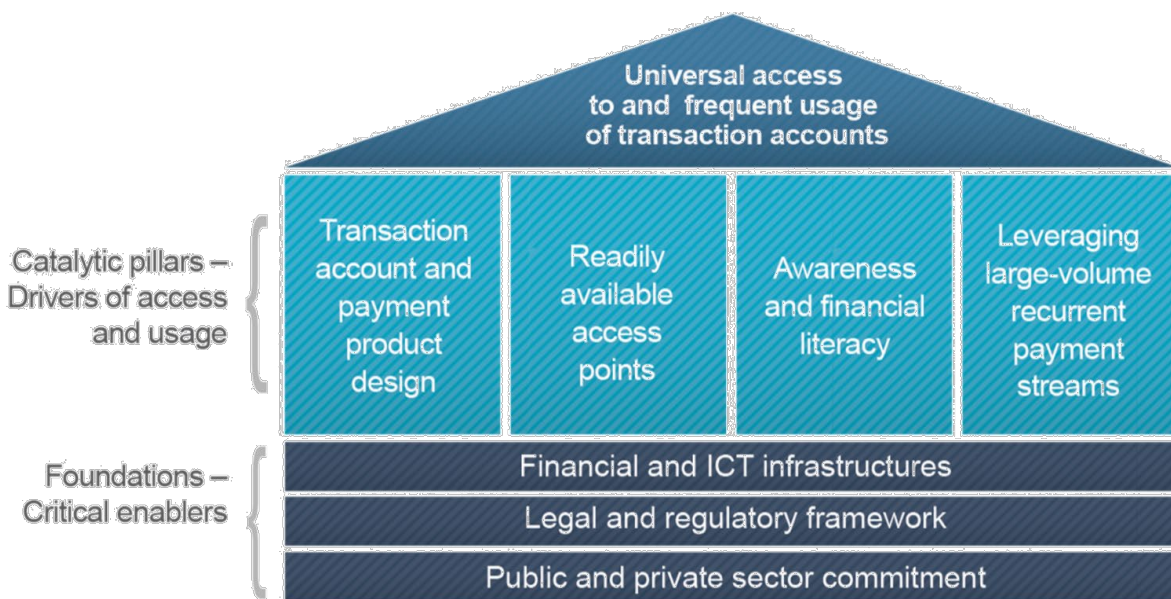 Universal access
to and frequent usage
of transaction accounts
Catalytic pillars –
Drivers of access
and usage
Transaction
account and
payment
product
design
Readily
available
access
points
Awareness
and financial
literacy
Leveraging
large-volume
recurrent
payment
streams
Foundations –
Critical enablers
Financial and ICT infrastructures
Legal and regulatory framework
Public and private sector commitment